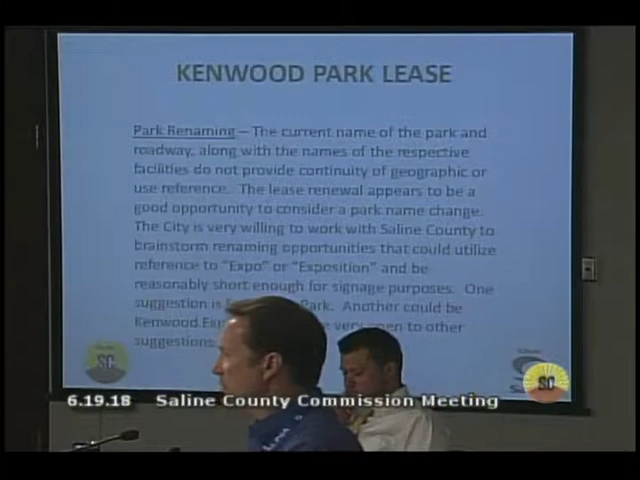 KENWOOD PARK LEASE
Park Renaming – The current name of the park and
roadway, along with the names of the respective
facilities do not provide continuity of geographic or
use reference. The lease renewal appears to be a
good opportunity to consider a park name change.
The City is very willing to work with Saline County to
brainstorm renaming opportunities that could utilize
reference to "Expo" or "Exposition" and be
reasonably short enough for signage purposes. One
suggestion is Park. Another could be
Kenwood very open to other
suggestions.
SC
SC
6.19.18 Saline County Commission Meeting